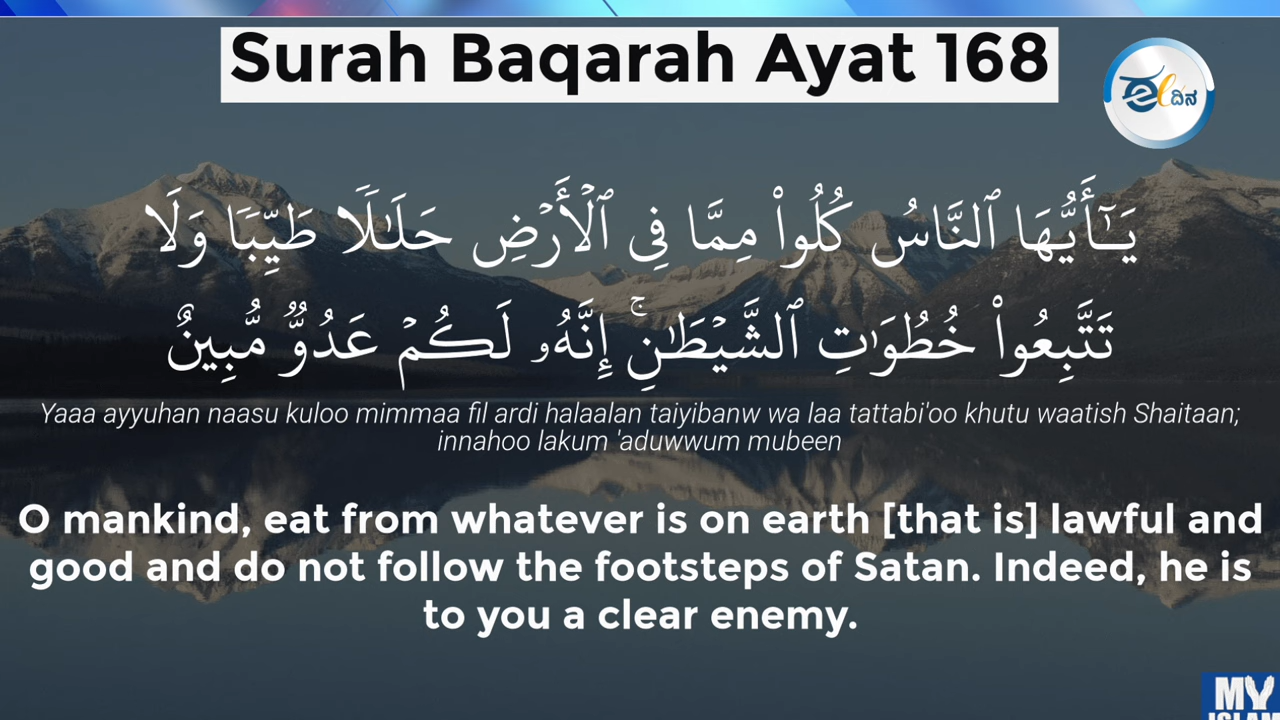 Surah Baqarah Ayat 168
el ದಿನ
يَـٰٓأَيُّهَا ٱلنَّاسُ كُلُوا۟ مِمَّا فِى ٱلْأَرْضِ حَلَـٰلًا طَيِّبًا وَلَا
تَتَّبِعُوا۟ خُطُوَٰتِ ٱلشَّيْطَـٰنِ ۚ إِنَّهُۥ لَكُمْ عَدُوٌّ مُّبِينٌ
Yaaa ayyuhan naasu kuloo mimmaa fil ardi halaalan taiyibanw wa laa tattabi'oo khutu waatish Shaitaan;
innahoo lakum 'aduwwum mubeen
O mankind, eat from whatever is on earth [that is] lawful and
good and do not follow the footsteps of Satan. Indeed, he is
to you a clear enemy.
MY
ISLAM